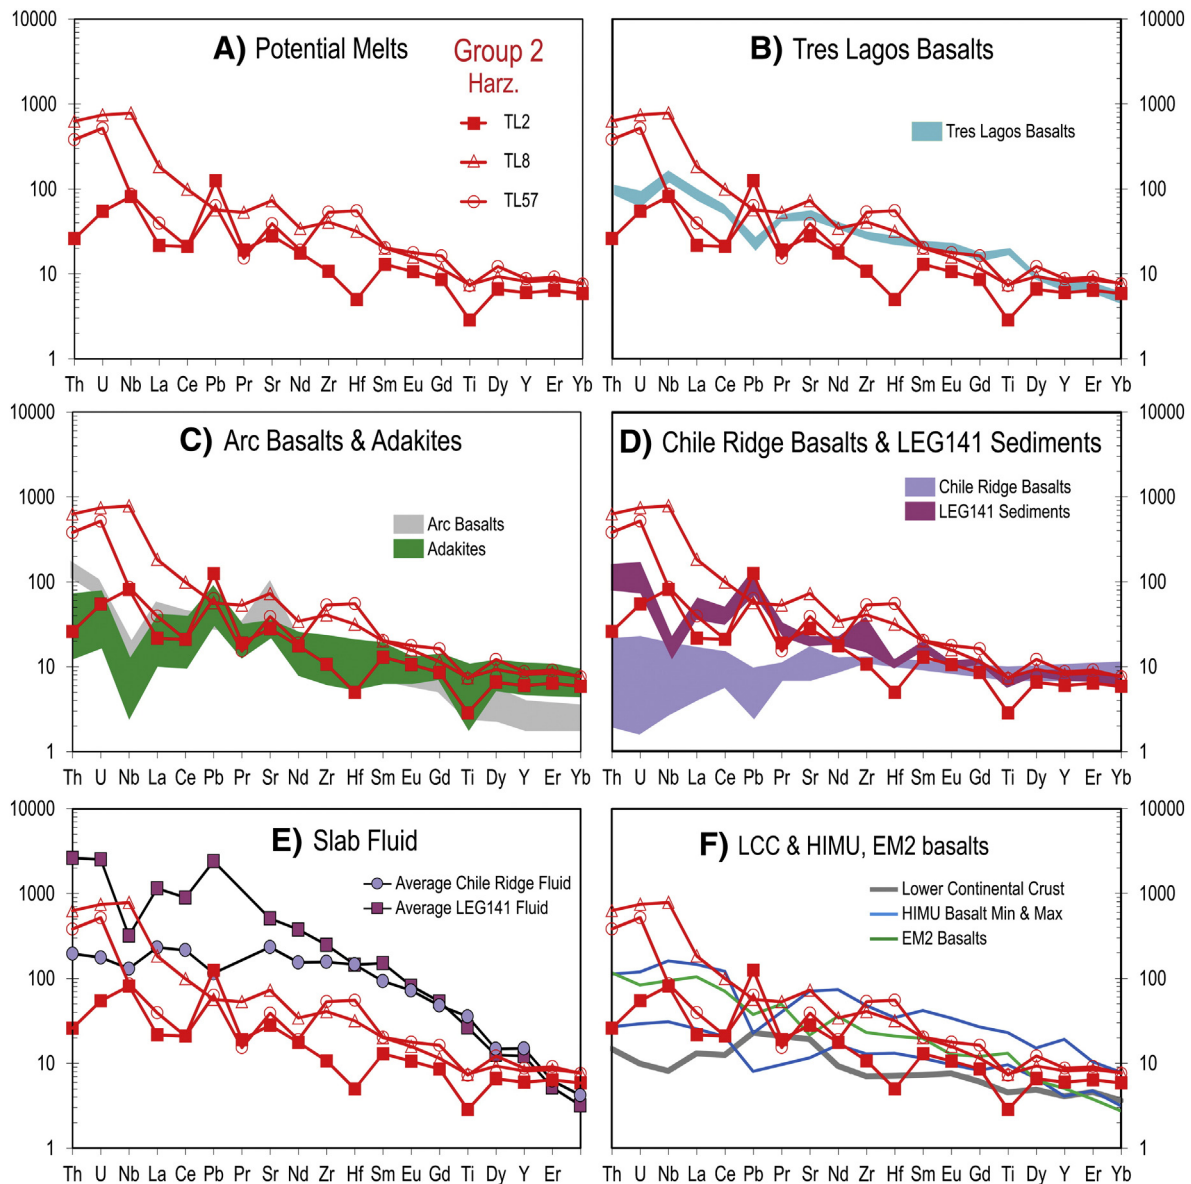 A) Potential Melts
Group 2
Harz.
TL2
TL8
TL57
10000
1000
100
10
1
Th U Nb La Ce Pb Pr Sr Nd Zr Hf Sm Eu Gd Ti Dy Y Er Yb
B) Tres Lagos Basalts
Tres Lagos Basalts
10000
1000
100
10
1
Th U Nb La Ce Pb Pr Sr Nd Zr Hf Sm Eu Gd Ti Dy Y Er Yb
C) Arc Basalts & Adakites
Arc Basalts
Adakites
10000
1000
100
10
1
Th U Nb La Ce Pb Pr Sr Nd Zr Hf Sm Eu Gd Ti Dy Y Er Yb
D) Chile Ridge Basalts & LEG141 Sediments
Chile Ridge Basalts
LEG141 Sediments
10000
1000
100
10
1
Th U Nb La Ce Pb Pr Sr Nd Zr Hf Sm Eu Gd Ti Dy Y Er Yb
E) Slab Fluid
Average Chile Ridge Fluid
Average LEG141 Fluid
10000
1000
100
10
1
Th U Nb La Ce Pb Pr Sr Nd Zr Hf Sm Eu Gd Ti Dy Y Er
F) LCC & HIMU, EM2 basalts
Lower Continental Crust
HIMU Basalt Min & Max
EM2 Basalts
10000
1000
100
10
1
Th U Nb La Ce Pb Pr Sr Nd Zr Hf Sm Eu Gd Ti Dy Y Er Yb